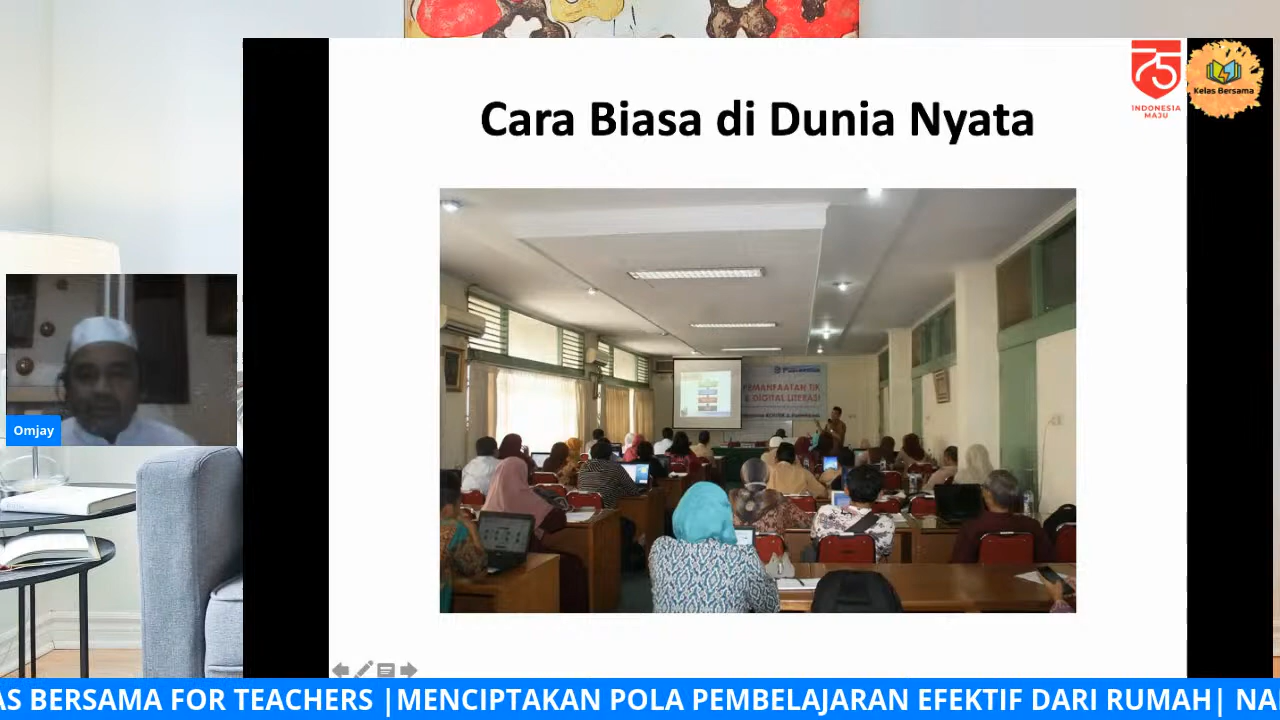 75
INDONESIA
MAJU
Kelas Bersama
Cara Biasa di Dunia Nyata
PEMANFAATAN TIK
& DIGITAL LITERASI
Omjay
AS BERSAMA FOR TEACHERS |MENCIPTAKAN POLA PEMBELAJARAN EFEKTIF DARI RUMAH| NA